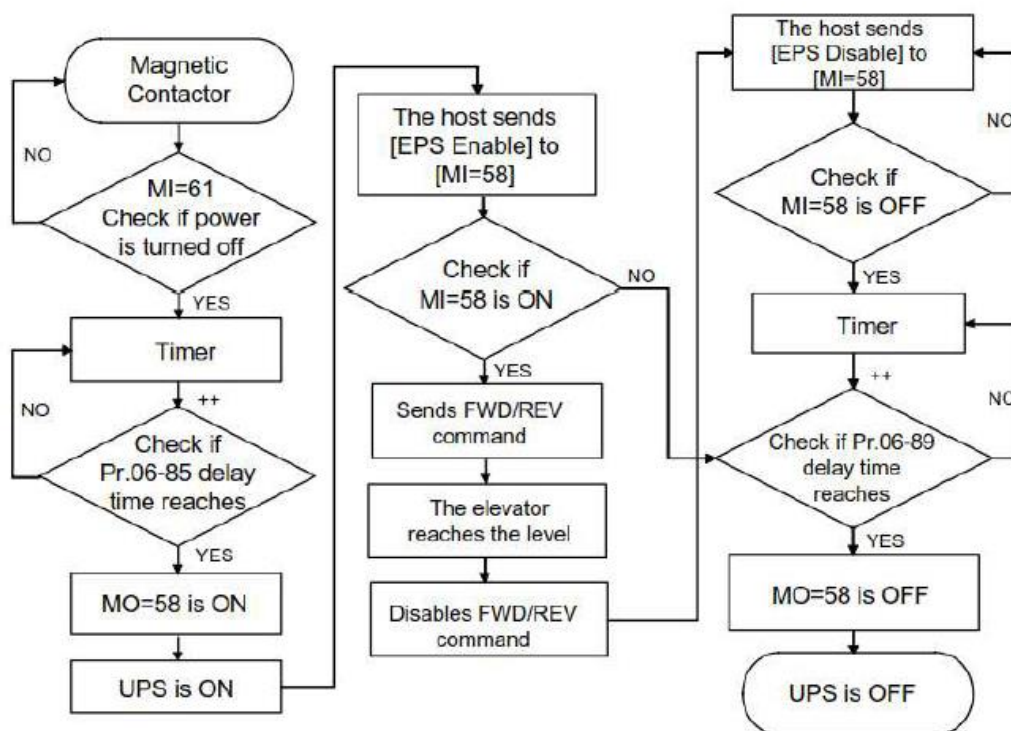 Magnetic
Contactor
NO
MI=61
Check if power
is turned off
YES
Timer
++
NO
Check if
Pr.06-85 delay
time reaches
YES
MO=58 is ON
UPS is ON
The host sends
[EPS Enable] to
[MI=58]
Check if
MI=58 is ON
NO
YES
Sends FWD/REV
command
The elevator
reaches the level
Disables FWD/REV
command
The host sends
[EPS Disable] to
[MI=58]
NO
Check if
MI=58 is OFF
YES
Timer
++
NO
Check if Pr.06-89
delay time
reaches
YES
MO=58 is OFF
UPS is OFF